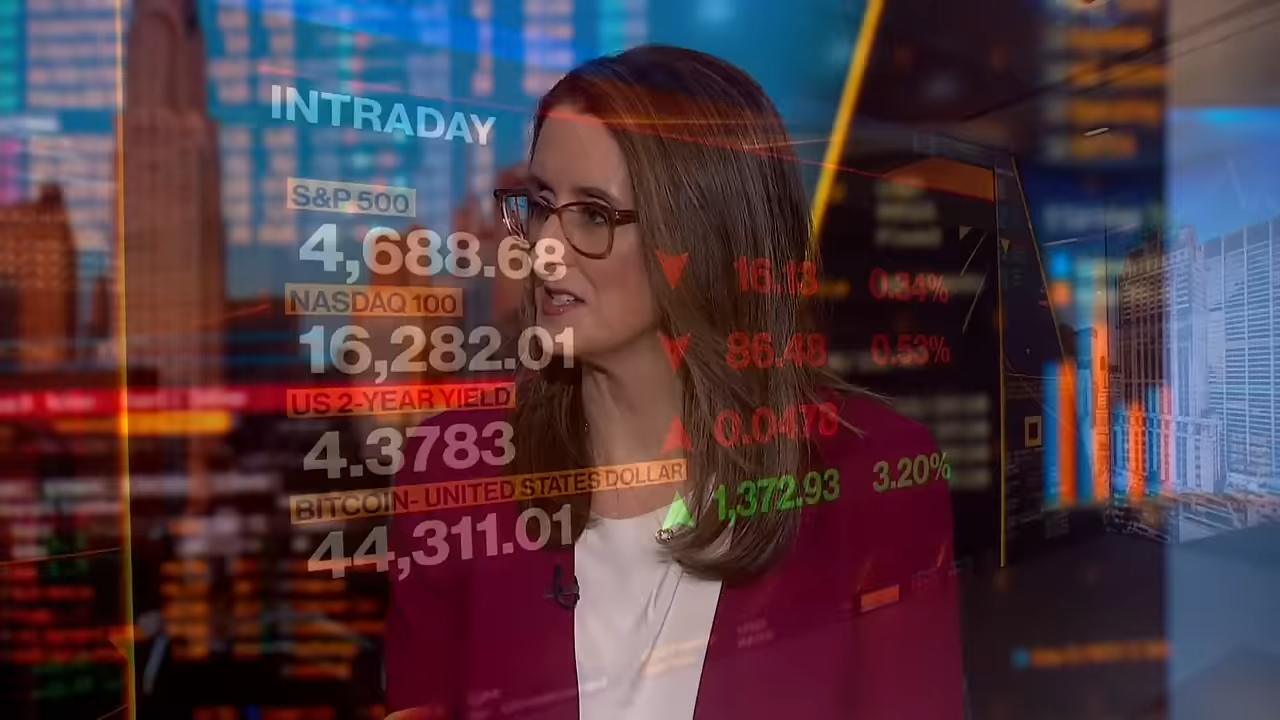 INTRADAY
S&P 500
4,688.68 ▼ 16.13 0.34%
NASDAQ 100
16,282.01 ▼ 86.48 0.53%
US 2-YEAR YIELD
4.3783 ▲ 0.0478
BITCOIN- UNITED STATES DOLLAR
44,311.01 ▲ 1,372.93 3.20%